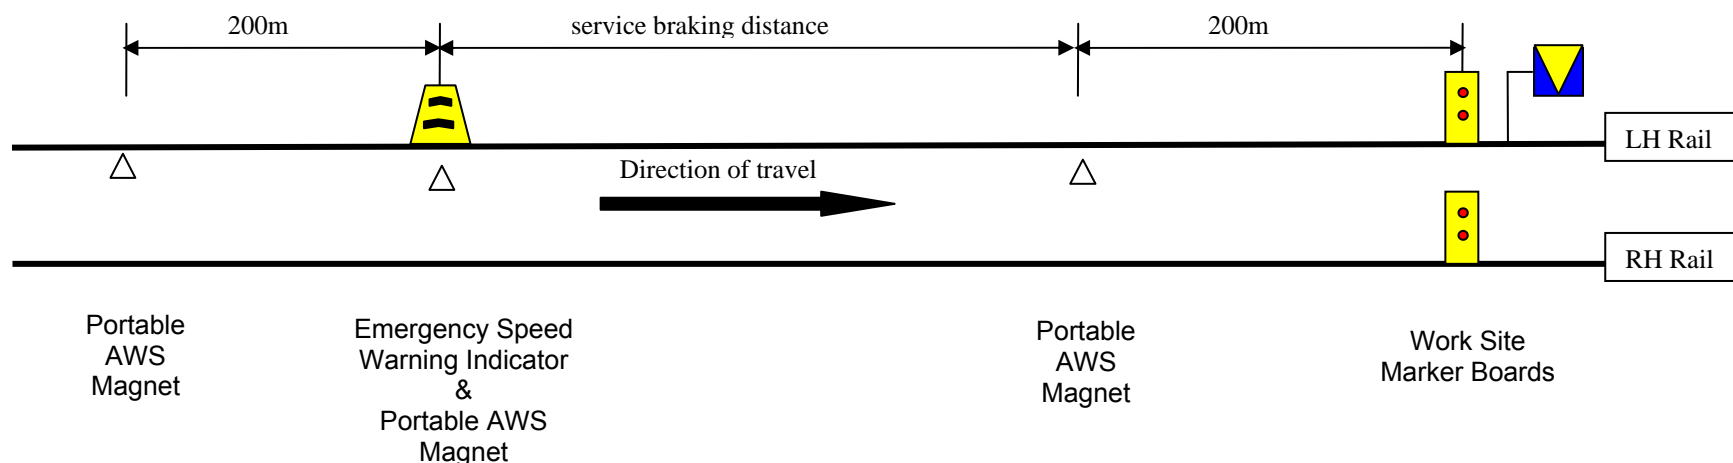 200m
service braking distance
200m
LH Rail
Direction of travel
RH Rail
Portable
AWS
Magnet
Emergency Speed
Warning Indicator
&
Portable AWS
Magnet
Portable
AWS
Magnet
Work Site
Marker Boards